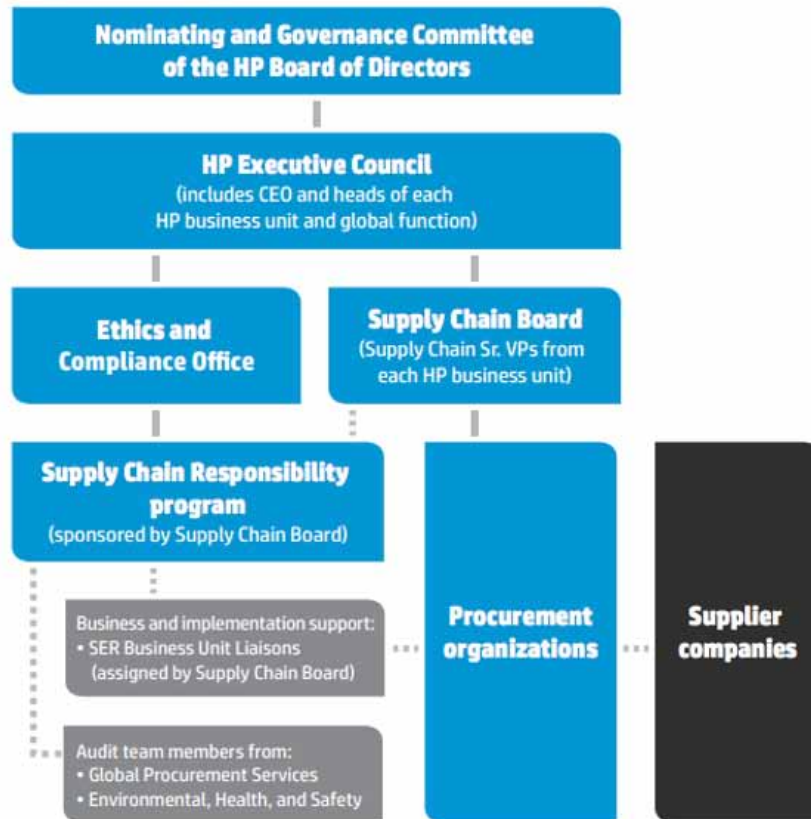 Nominating and Governance Committee
of the HP Board of Directors
HP Executive Council
(includes CEO and heads of each
HP business unit and global function)
Ethics and
Compliance Office
Supply Chain Board
(Supply Chain Sr. VPs from
each HP business unit)
Supply Chain Responsibility
program
(sponsored by Supply Chain Board)
Business and implementation support:
• SER Business Unit Liaisons
(assigned by Supply Chain Board)
Audit team members from:
• Global Procurement Services
• Environmental, Health, and Safety
Procurement
organizations
Supplier
companies